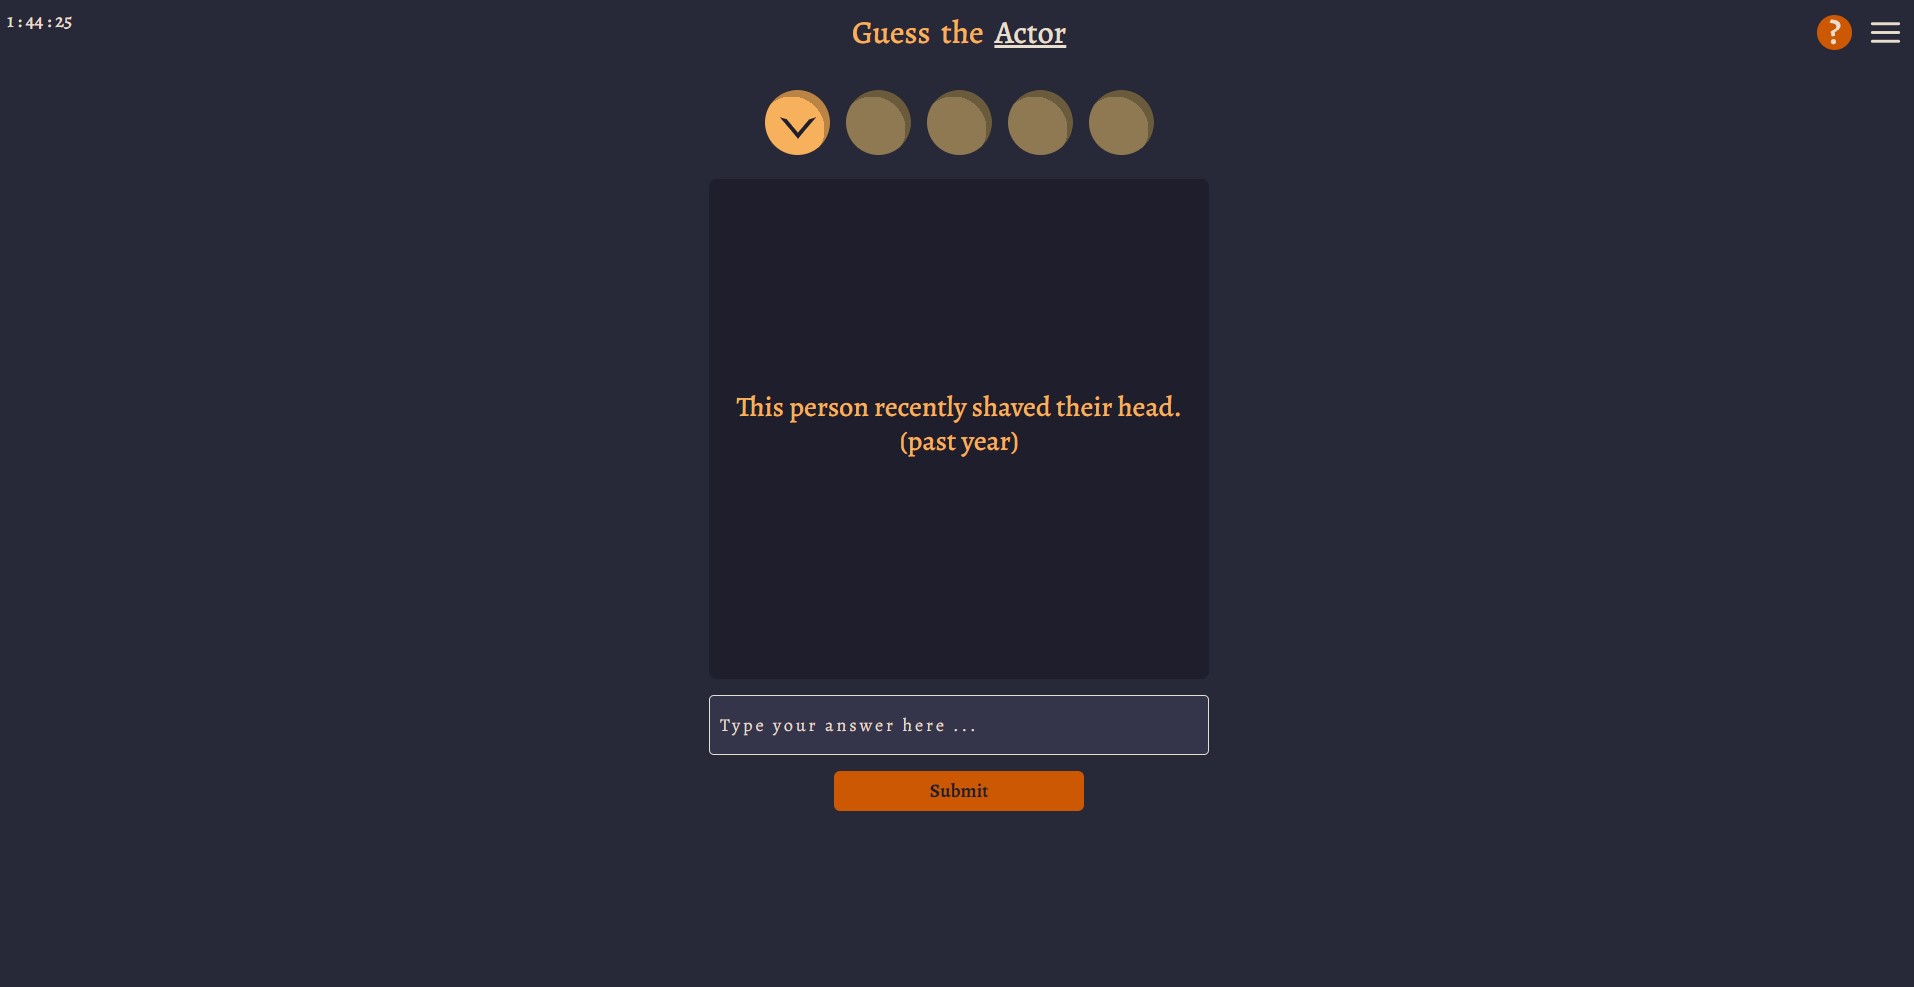 1 : 44 : 25
Guess the Actor
?
This person recently shaved their head.
(past year)
Type your answer here ...
Submit